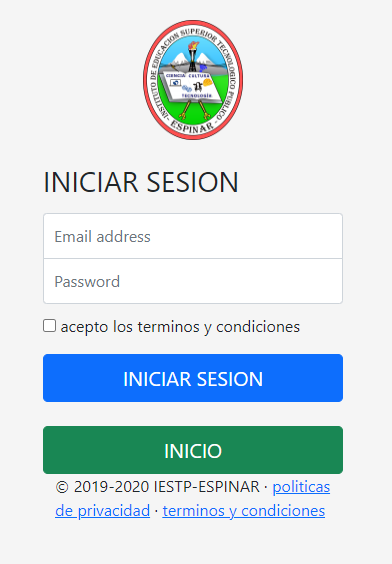 INSTITUTO DE EDUCACION SUPERIOR TECNOLOGICO PUBLICO
CIENCIA CULTURA
TECNOLOGÍA
-ESPINAR-
INICIAR SESION
Email address
Password
acepto los terminos y condiciones
INICIAR SESION
INICIO
© 2019-2020 IESTP-ESPINAR · politicas
de privacidad · terminos y condiciones